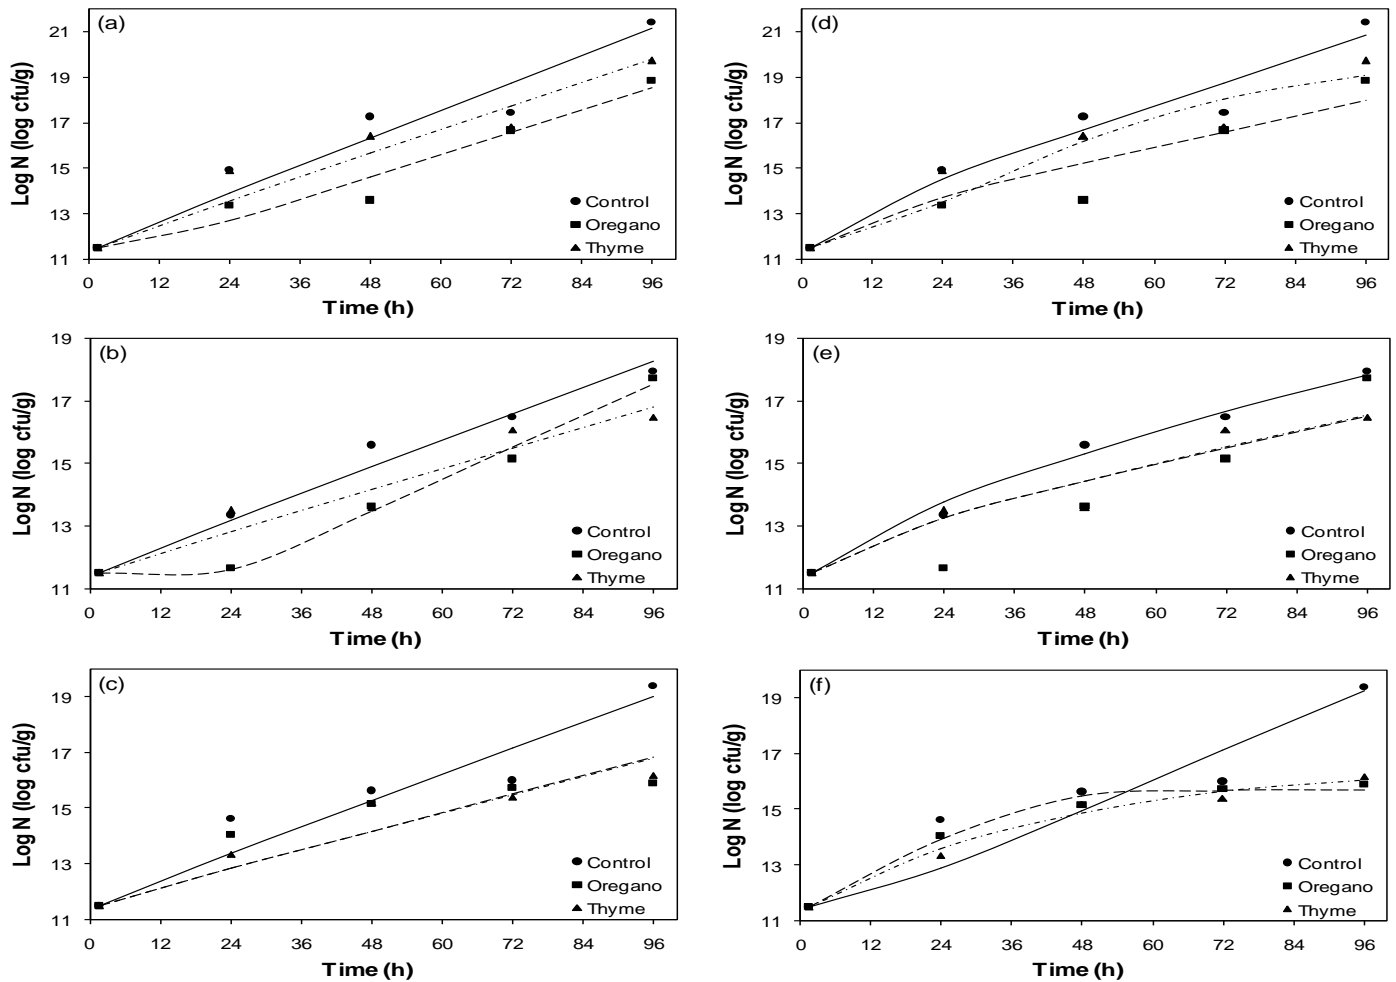 (a)
Log N (log cfu/g)
21
19
17
15
13
11
0 12 24 36 48 60 72 84 96
Time (h)
Control
Oregano
Thyme
(d)
Log N (log cfu/g)
21
19
17
15
13
11
0 12 24 36 48 60 72 84 96
Time (h)
Control
Oregano
Thyme
(b)
Log N (log cfu/g)
19
17
15
13
11
0 12 24 36 48 60 72 84 96
Time (h)
Control
Oregano
Thyme
(e)
Log N (log cfu/g)
19
17
15
13
11
0 12 24 36 48 60 72 84 96
Time (h)
Control
Oregano
Thyme
(c)
Log N (log cfu/g)
19
17
15
13
11
0 12 24 36 48 60 72 84 96
Time (h)
Control
Oregano
Thyme
(f)
Log N (log cfu/g)
19
17
15
13
11
0 12 24 36 48 60 72 84 96
Time (h)
Control
Oregano
Thyme